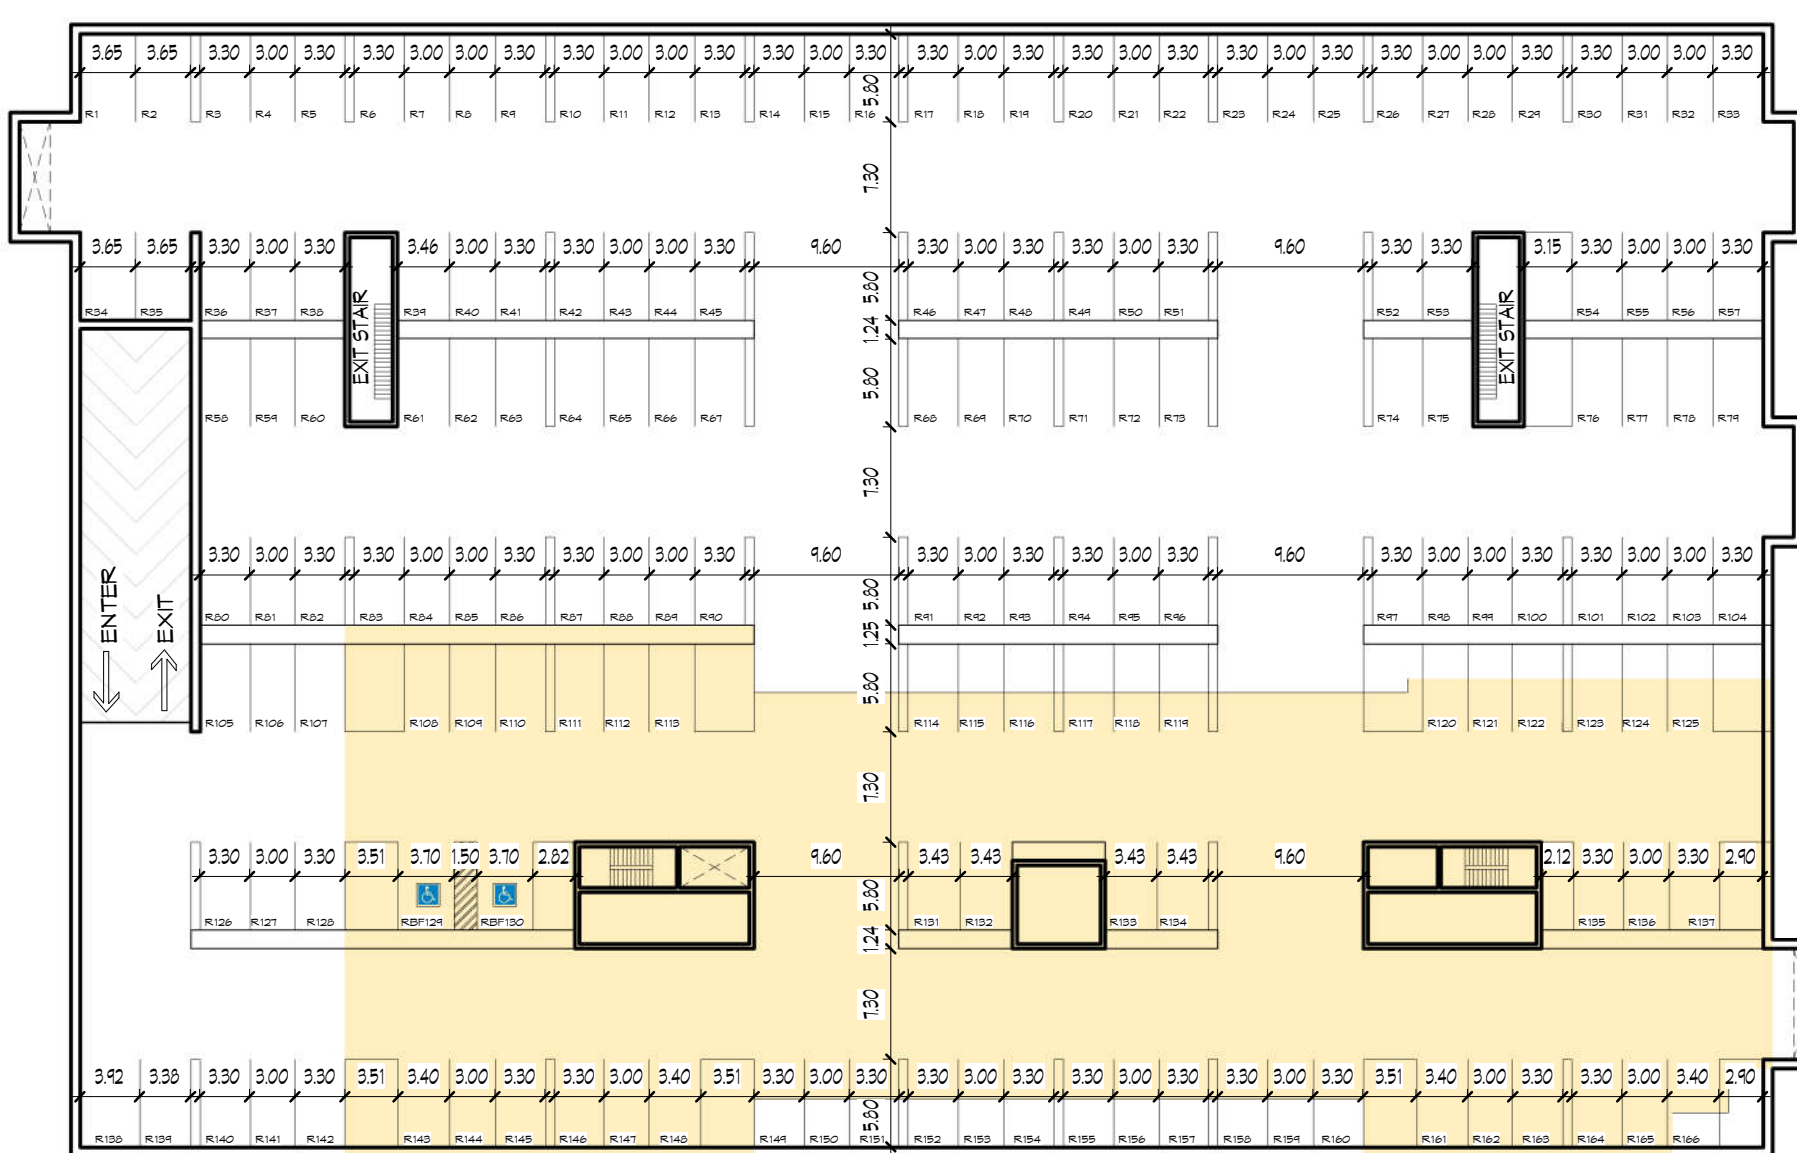 3.65 3.65 3.30 3.00 3.30 3.30 3.00 3.00 3.30 3.30 3.00 3.00 3.30 3.30 3.00 3.30 3.30 3.00 3.30 3.30 3.00 3.30 3.30 3.00 3.30 3.30 3.00 3.00 3.30 3.30 3.00 3.00 3.30
5.80
R1 R2 R3 R4 R5 R6 R7 R8 R9 R10 R11 R12 R13 R14 R15 R16 R17 R18 R19 R20 R21 R22 R23 R24 R25 R26 R27 R28 R29 R30 R31 R32 R33
7.30
3.65 3.65 3.30 3.00 3.30 3.46 3.00 3.30 3.30 3.00 3.00 3.30 9.60 3.30 3.00 3.30 3.30 3.00 3.30 9.60 3.30 3.30 3.15 3.30 3.00 3.00 3.30
5.80
R34 R35 R36 R37 R38 R39 R40 R41 R42 R43 R44 R45 R46 R47 R48 R49 R50 R51 R52 R53 R54 R55 R56 R57
EXIT STAIR
1.24
EXIT STAIR
5.80
R58 R59 R60 R61 R62 R63 R64 R65 R66 R67 R68 R69 R70 R71 R72 R73 R74 R75 R76 R77 R78 R79
7.30
3.30 3.00 3.30 3.30 3.00 3.00 3.30 3.30 3.00 3.00 3.30 9.60 3.30 3.00 3.30 3.30 3.00 3.30 9.60 3.30 3.00 3.00 3.30 3.30 3.00 3.00 3.30
5.80
ENTER
EXIT
R80 R81 R82 R83 R84 R85 R86 R87 R88 R89 R90 R91 R92 R93 R94 R95 R96 R97 R98 R99 R100 R101 R102 R103 R104
1.25
5.80
R105 R106 R107 R108 R109 R110 R111 R112 R113 R114 R115 R116 R117 R118 R119 R120 R121 R122 R123 R124 R125
7.30
3.30 3.00 3.30 3.51 3.70 1.50 3.70 2.82 9.60 3.43 3.43 3.43 3.43 9.60 2.12 3.30 3.00 3.30 2.90
5.80
R126 R127 R128 RBF129 RBF130 R131 R132 R133 R134 R135 R136 R137
1.24
7.30
3.92 3.38 3.30 3.00 3.30 3.51 3.40 3.00 3.30 3.30 3.00 3.40 3.51 3.30 3.00 3.30 3.30 3.00 3.30 3.30 3.00 3.30 3.30 3.00 3.30 3.51 3.40 3.00 3.30 3.30 3.00 3.40 2.90
5.80
R138 R139 R140 R141 R142 R143 R144 R145 R146 R147 R148 R149 R150 R151 R152 R153 R154 R155 R156 R157 R158 R159 R160 R161 R162 R163 R164 R165 R166